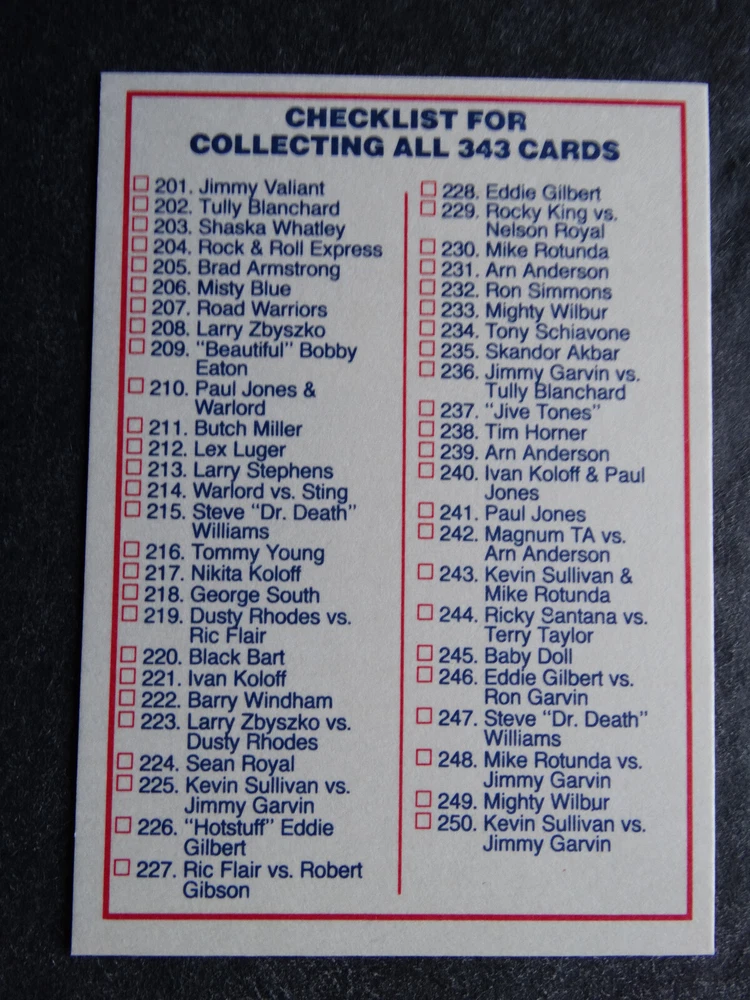 CHECKLIST FOR
COLLECTING ALL 343 CARDS
201. Jimmy Valiant
202. Tully Blanchard
203. Shaska Whatley
204. Rock & Roll Express
205. Brad Armstrong
206. Misty Blue
207. Road Warriors
208. Larry Zbyszko
209. "Beautiful" Bobby
Eaton
210. Paul Jones &
Warlord
211. Butch Miller
212. Lex Luger
213. Larry Stephens
214. Warlord vs. Sting
215. Steve "Dr. Death"
Williams
216. Tommy Young
217. Nikita Koloff
218. George South
219. Dusty Rhodes vs.
Ric Flair
220. Black Bart
221. Ivan Koloff
222. Barry Windham
223. Larry Zbyszko vs.
Dusty Rhodes
224. Sean Royal
225. Kevin Sullivan vs.
Jimmy Garvin
226. "Hotstuff" Eddie
Gilbert
227. Ric Flair vs. Robert
Gibson
228. Eddie Gilbert
229. Rocky King vs.
Nelson Royal
230. Mike Rotunda
231. Arn Anderson
232. Ron Simmons
233. Mighty Wilbur
234. Tony Schiavone
235. Skandor Akbar
236. Jimmy Garvin vs.
Tully Blanchard
237. "Jive Tones"
238. Tim Horner
239. Arn Anderson
240. Ivan Koloff & Paul
Jones
241. Paul Jones
242. Magnum TA vs.
Arn Anderson
243. Kevin Sullivan &
Mike Rotunda
244. Ricky Santana vs.
Terry Taylor
245. Baby Doll
246. Eddie Gilbert vs.
Ron Garvin
247. Steve "Dr. Death"
Williams
248. Mike Rotunda vs.
Jimmy Garvin
249. Mighty Wilbur
250. Kevin Sullivan vs.
Jimmy Garvin